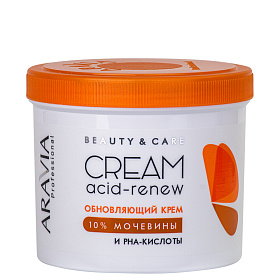 ARAVIA
Professional
BEAUTY & CARE
CREAM
acid-renew
ОБНОВЛЯЮЩИЙ КРЕМ
10% МОЧЕВИНЫ
И PHA-КИСЛОТЫ